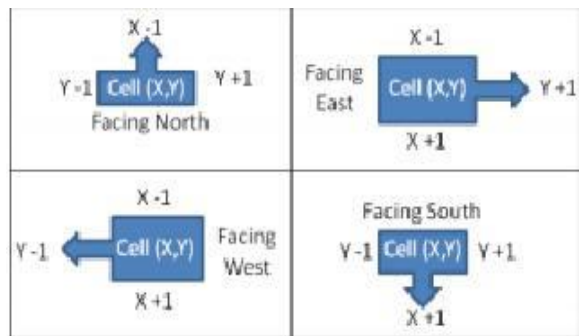 X -1
Y -1 Cell (X,Y) Y +1
Facing North
X -1
Facing East Cell (X,Y) Y +1
X +1
X -1
Y -1 Cell (X,Y) Facing West
X +1
Facing South
Y -1 Cell (X,Y) Y +1
X +1